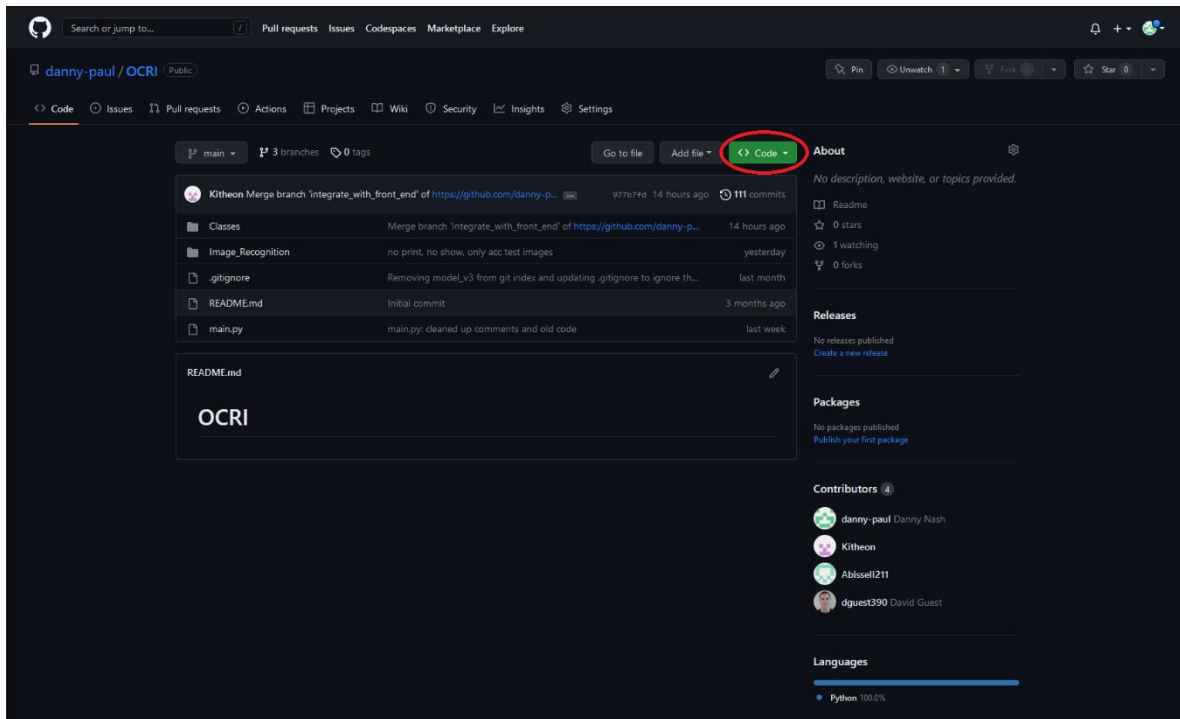 Search or jump to... / Pull requests Issues Codespaces Marketplace Explore
danny-paul / OCRI Public Pin Unwatch 1 Fork 0 Star 0
Code Issues Pull requests Actions Projects Wiki Security Insights Settings
main 3 branches 0 tags Go to file Add file Code
Kitheon Merge branch 'integrate_with_front_end' of https://github.com/danny-p... ... 977b7fd 14 hours ago 111 commits
Classes Merge branch 'integrate_with_front_end' of https://github.com/danny-p... 14 hours ago
Image_Recognition no print, no show, only acc test images yesterday
.gitignore Removing model_v3 from git index and updating .gitignore to ignore th... last month
README.md Initial commit 3 months ago
main.py main.py: cleaned up comments and old code last week
README.md
OCRI
About
No description, website, or topics provided.
Readme
0 stars
1 watching
0 forks
Releases
No releases published
Create a new release
Packages
No packages published
Publish your first package
Contributors 4
danny-paul Danny Nash
Kitheon
Abissell211
dguest390 David Guest
Languages
Python 100.0%